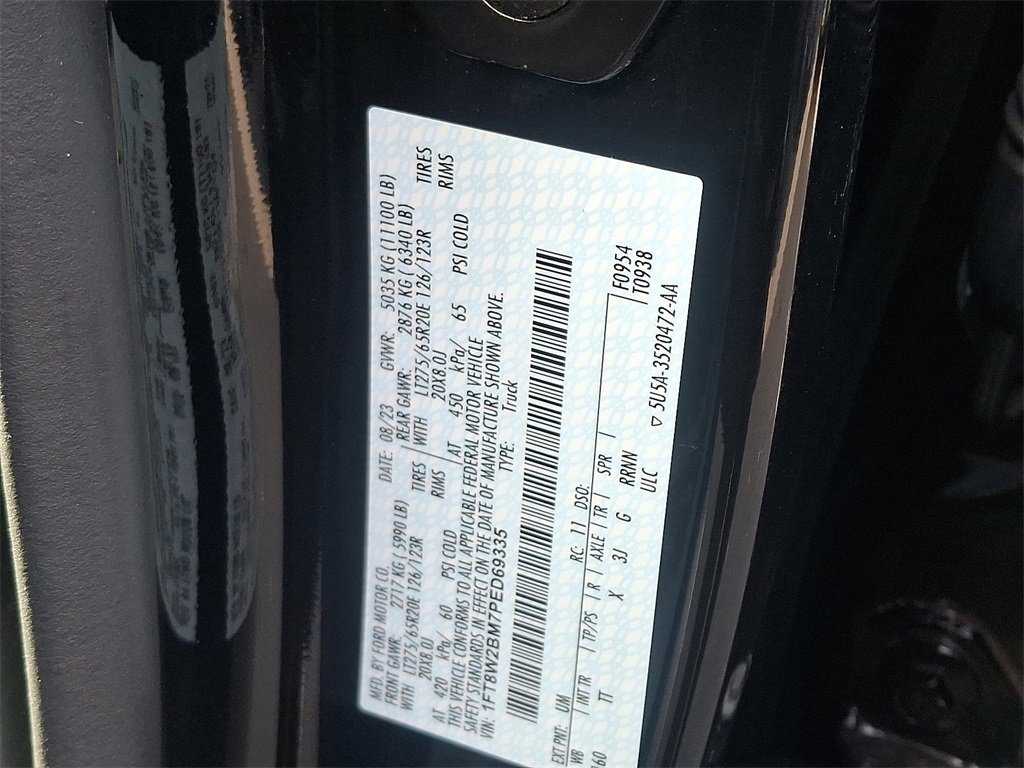 MFD. BY FORD MOTOR CO.
DATE: 08/23 GVWR: 5035 KG (11100 LB)
FRONT GAWR: 2717 KG ( 5990 LB)
REAR GAWR: 2876 KG ( 6340 LB)
WITH LT275/65R20E 126/123R TIRES
WITH LT275/65R20E 126/123R TIRES
20X8.0J RIMS
20X8.0J RIMS
AT 420 kPa/ 60 PSI COLD
AT 450 kPa/ 65 PSI COLD
THIS VEHICLE CONFORMS TO ALL APPLICABLE FEDERAL MOTOR VEHICLE
SAFETY STANDARDS IN EFFECT ON THE DATE OF MANUFACTURE SHOWN ABOVE.
VIN: 1FT8W2BM7PED69335 TYPE: Truck
EXT PNT: UM RC: 11 DSO: F0954
WB INT TR TP/PS R AXLE TR SPR T0938
160 TT X 3J G RRNN
ULC ▽ 5U5A-3520472-AA